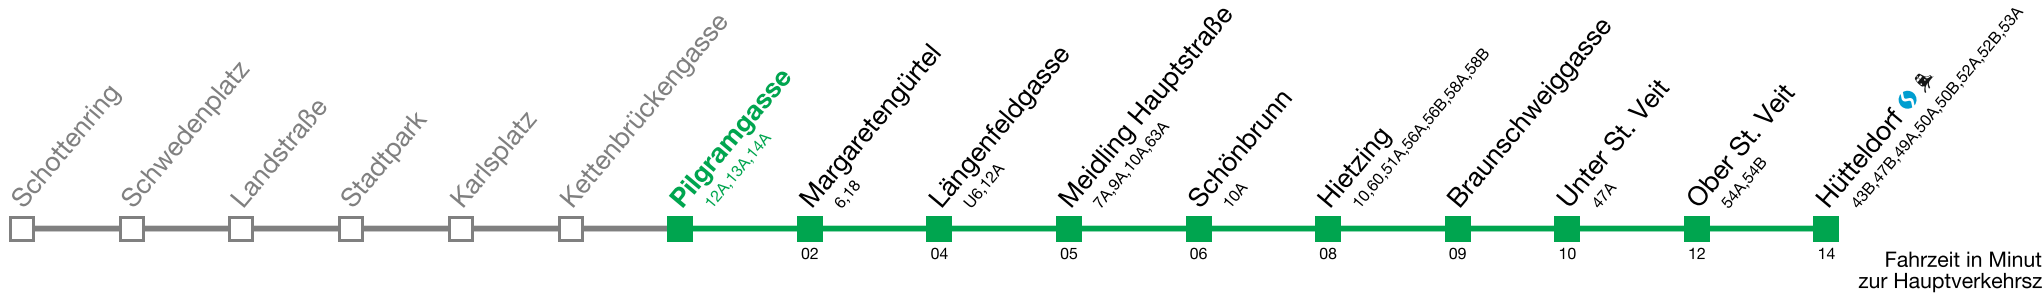 Schottenring
Schwedenplatz
Landstraße
Stadtpark
Karlsplatz
Kettenbrückengasse
Pilgramgasse
12A,13A,14A
Margaretengürtel
6,18
02
Längenfeldgasse
U6,12A
04
Meidling Hauptstraße
7A,9A,10A,63A
05
Schönbrunn
10A
06
Hietzing
10,60,51A,56A,56B,58A,58B
08
Braunschweiggasse
09
Unter St. Veit
47A
10
Ober St. Veit
54A,54B
12
Hütteldorf
43B,47B,49A,50A,50B,52A,52B,53A
14
Fahrzeit in Minut
zur Hauptverkehrsz